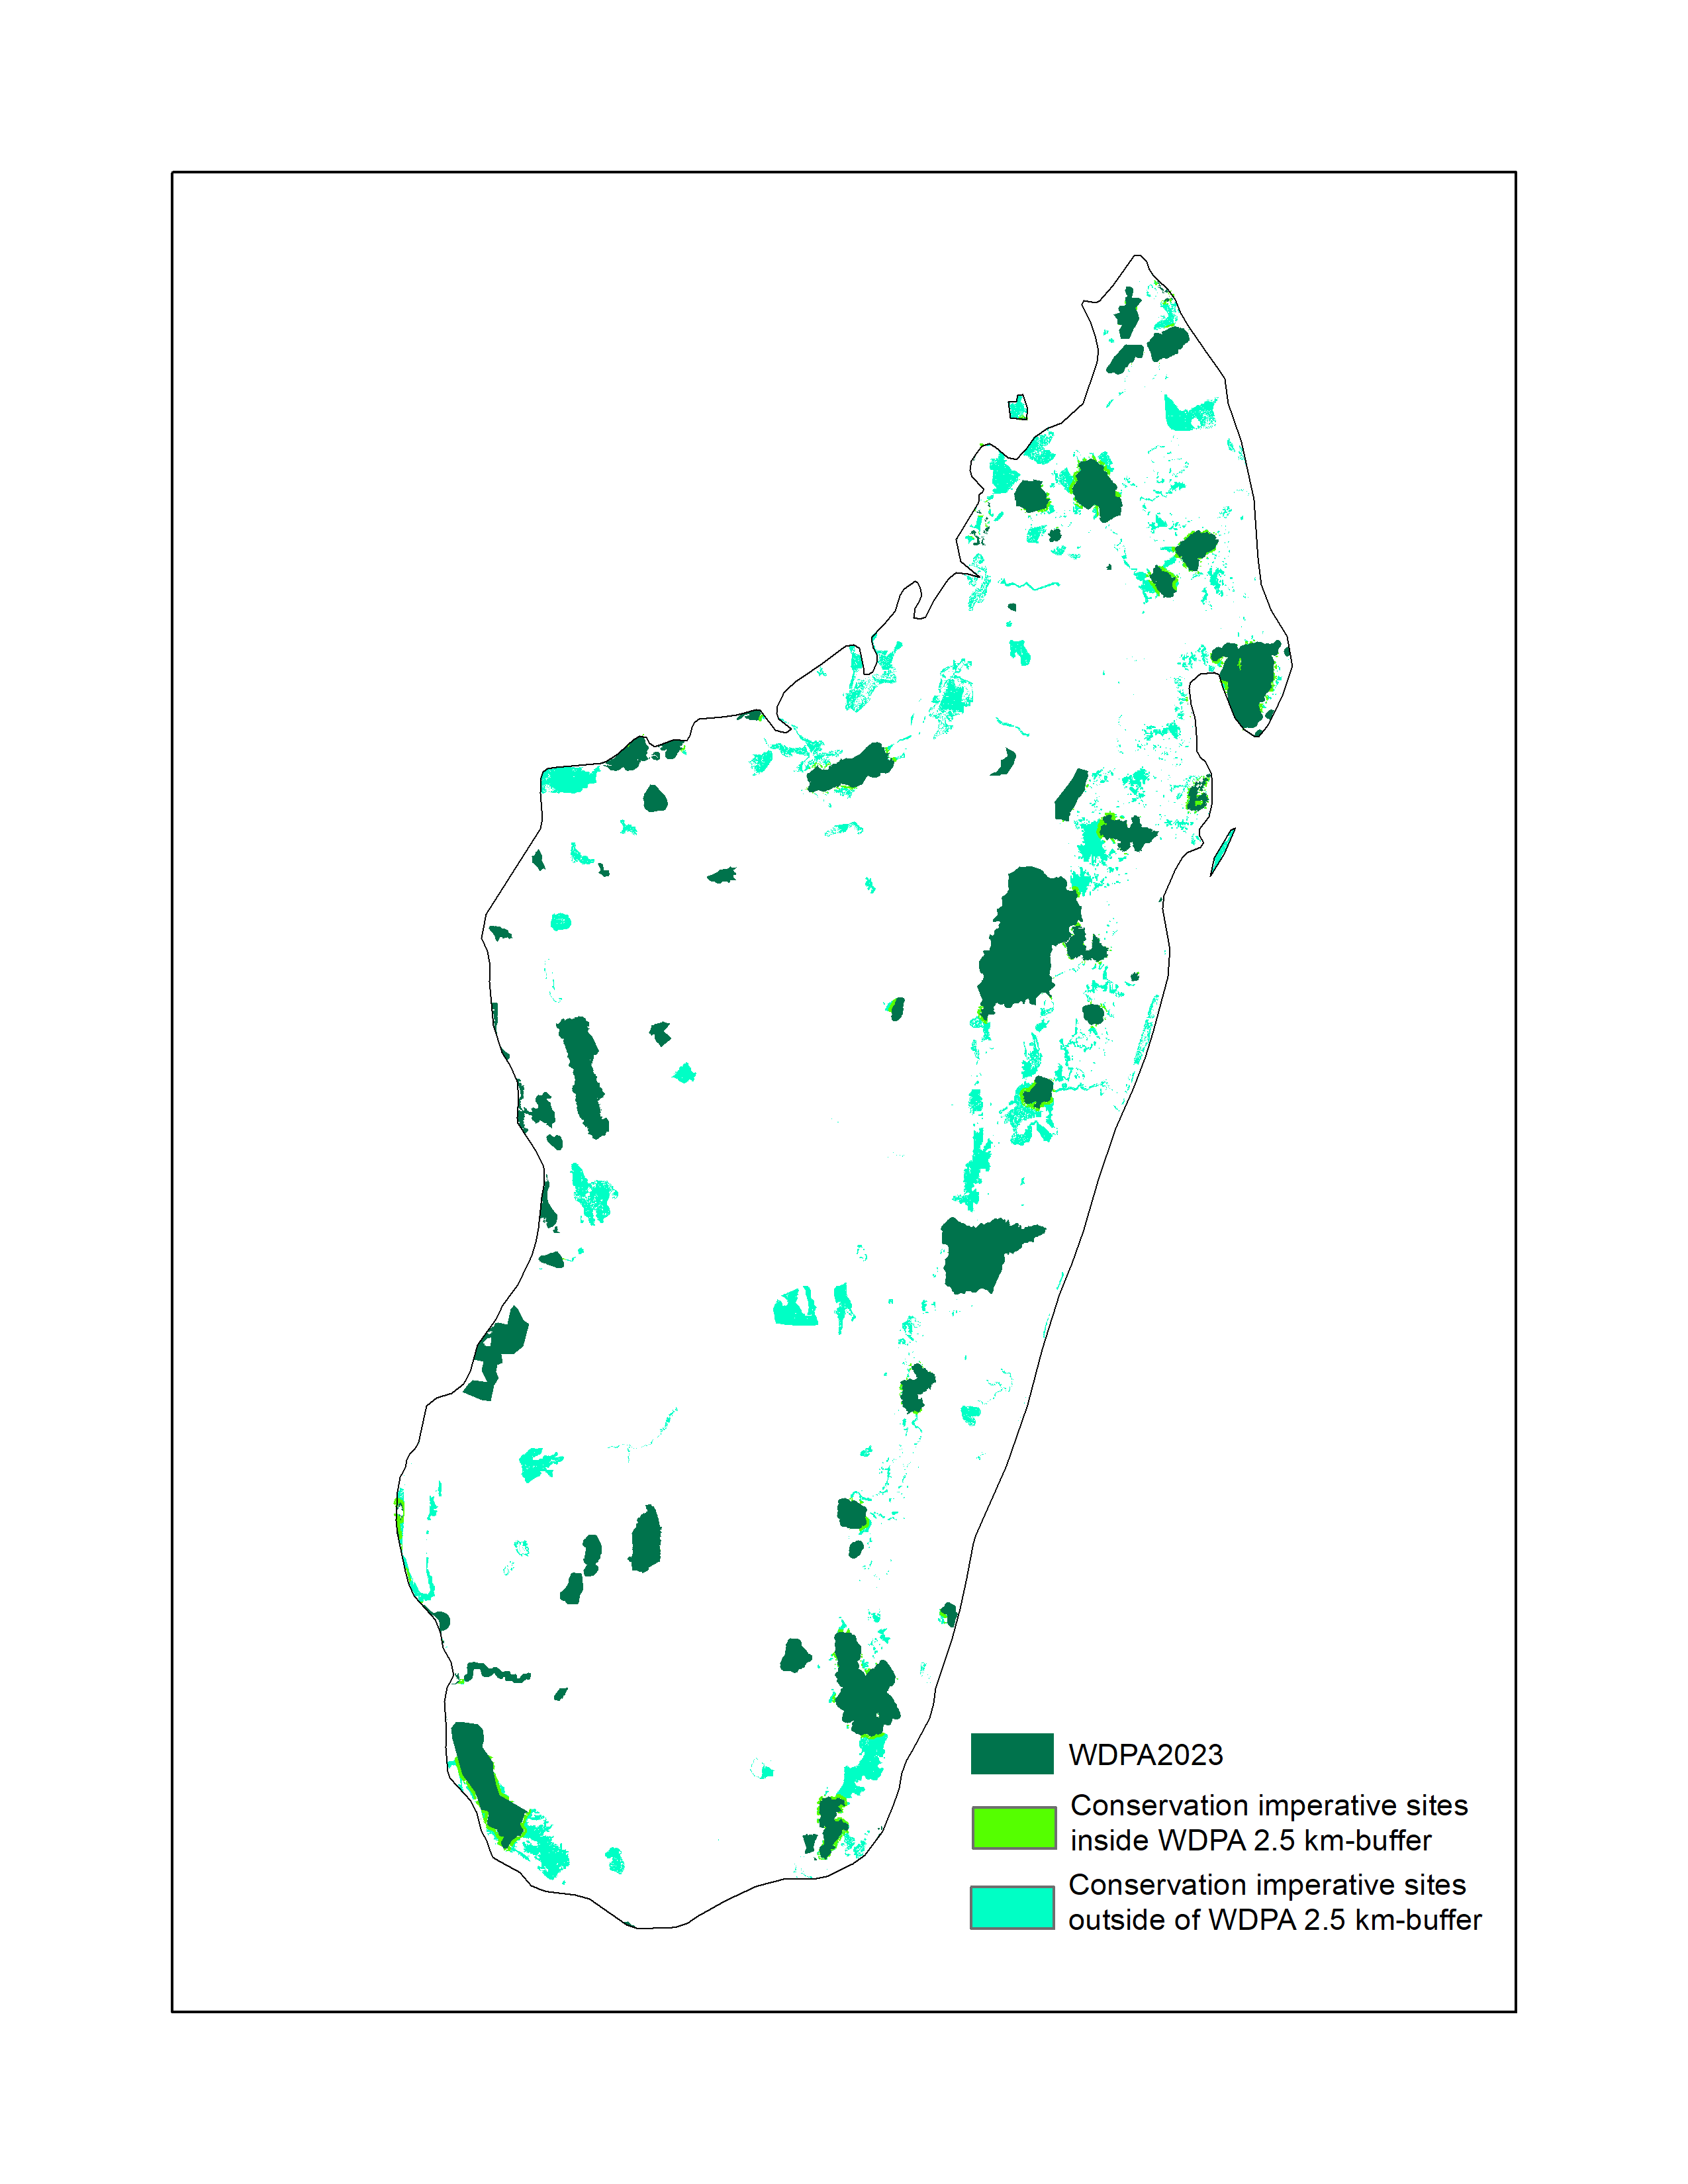 WDPA2023
Conservation imperative sites
inside WDPA 2.5 km-buffer
Conservation imperative sites
outside of WDPA 2.5 km-buffer